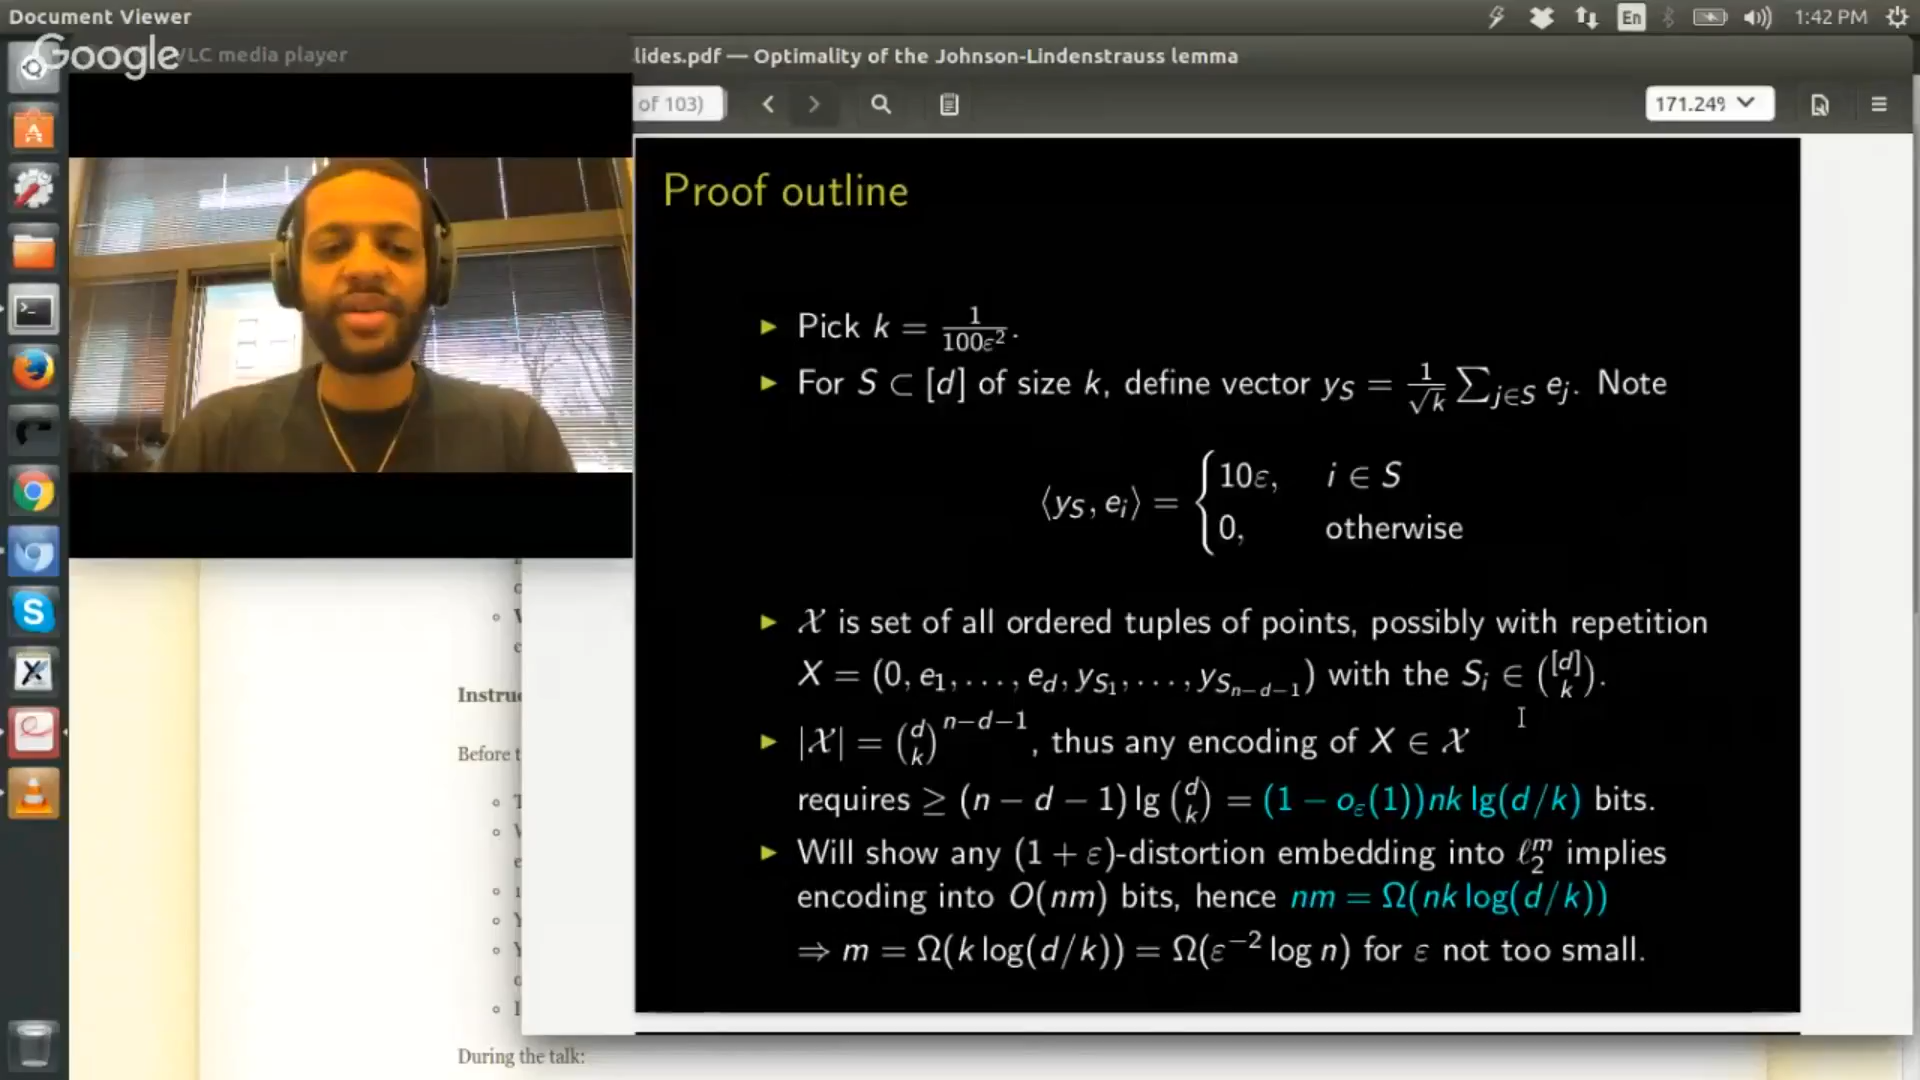 Document Viewer
En
1:42 PM
Google
VLC media player
lides.pdf — Optimality of the Johnson-Lindenstrauss lemma
of 103)
171.24%
Proof outline
► Pick k = 1/(100ε²).
► For S ⊂ [d] of size k, define vector y_S = 1/√k ∑_{j∈S} e_j. Note
⟨y_S, e_i⟩ = { 10ε, i ∈ S
0, otherwise
► 𝒳 is set of all ordered tuples of points, possibly with repetition
X = (0, e_1, . . . , e_d, y_{S_1}, . . . , y_{S_{n−d−1}}) with the S_i ∈ ([d] k).
► |𝒳| = (d k)^{n−d−1}, thus any encoding of X ∈ 𝒳
requires ≥ (n − d − 1) lg (d k) = (1 − o_ε(1))nk lg(d/k) bits.
► Will show any (1 + ε)-distortion embedding into ℓ_2^m implies
encoding into O(nm) bits, hence nm = Ω(nk log(d/k))
⇒ m = Ω(k log(d/k)) = Ω(ε^{−2} log n) for ε not too small.
Instruc
Before t
During the talk: